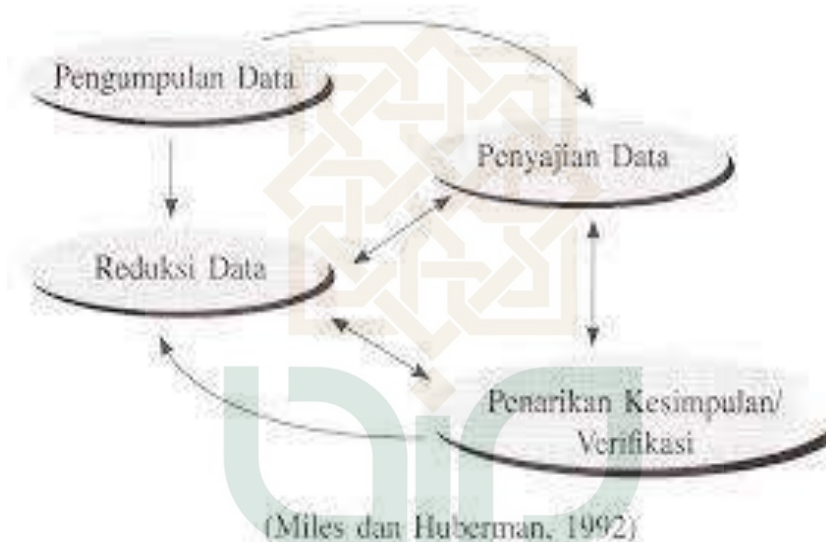 Pengumpulan Data
Penyajian Data
Reduksi Data
Penarikan Kesimpulan/
Verifikasi
(Miles dan Huberman, 1992)